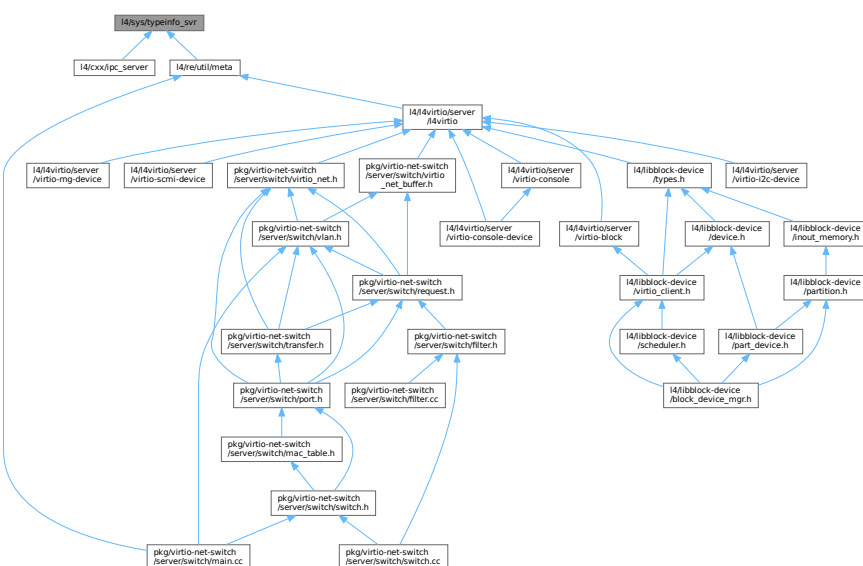 l4/sys/typeinfo_svr
l4/cxx/ipc_server
l4/re/util/meta
l4/l4virtio/server
/l4virtio
l4/l4virtio/server
/virtio-rng-device
l4/l4virtio/server
/virtio-scmi-device
pkg/virtio-net-switch
/server/switch/virtio_net.h
pkg/virtio-net-switch
/server/switch/virtio
_net_buffer.h
l4/l4virtio/server
/virtio-console
l4/libblock-device
/types.h
l4/l4virtio/server
/virtio-i2c-device
pkg/virtio-net-switch
/server/switch/vlan.h
l4/l4virtio/server
/virtio-console-device
l4/l4virtio/server
/virtio-block
l4/libblock-device
/device.h
l4/libblock-device
/inout_memory.h
pkg/virtio-net-switch
/server/switch/request.h
l4/libblock-device
/virtio_client.h
l4/libblock-device
/partition.h
pkg/virtio-net-switch
/server/switch/transfer.h
pkg/virtio-net-switch
/server/switch/filter.h
l4/libblock-device
/scheduler.h
l4/libblock-device
/part_device.h
pkg/virtio-net-switch
/server/switch/port.h
pkg/virtio-net-switch
/server/switch/filter.cc
l4/libblock-device
/block_device_mgr.h
pkg/virtio-net-switch
/server/switch/mac_table.h
pkg/virtio-net-switch
/server/switch/switch.h
pkg/virtio-net-switch
/server/switch/main.cc
pkg/virtio-net-switch
/server/switch/switch.cc